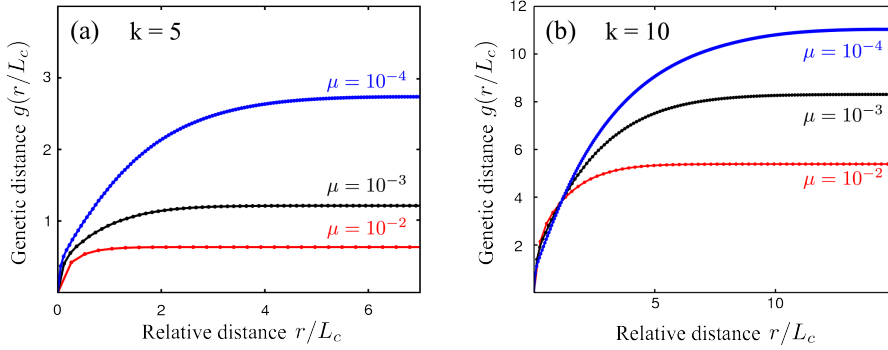 (a) k = 5
Genetic distance g(r/L_c)
3
2
1
0
2
4
6
μ = 10⁻⁴
μ = 10⁻³
μ = 10⁻²
Relative distance r/L_c
(b) k = 10
Genetic distance g(r/L_c)
12
10
8
6
4
2
5
10
μ = 10⁻⁴
μ = 10⁻³
μ = 10⁻²
Relative distance r/L_c